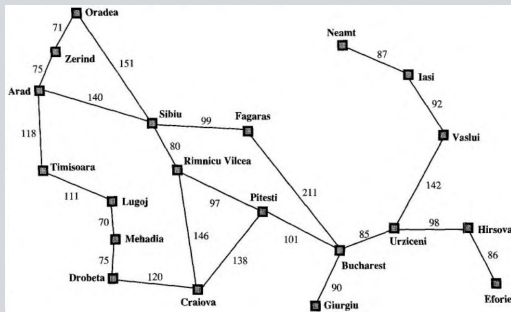 Oradea
71
Neamt
87
Zerind
151
Iasi
75
Arad
140
92
Sibiu
99
Fagaras
118
Vaslui
80
Timisoara
Rimnicu Vilcea
142
111
Lugoj
97
Pitesti
211
70
98
Hirsova
Mehadia
146
101
85
Urziceni
75
138
86
Bucharest
Drobeta
120
90
Craiova
Eforie
Giurgiu